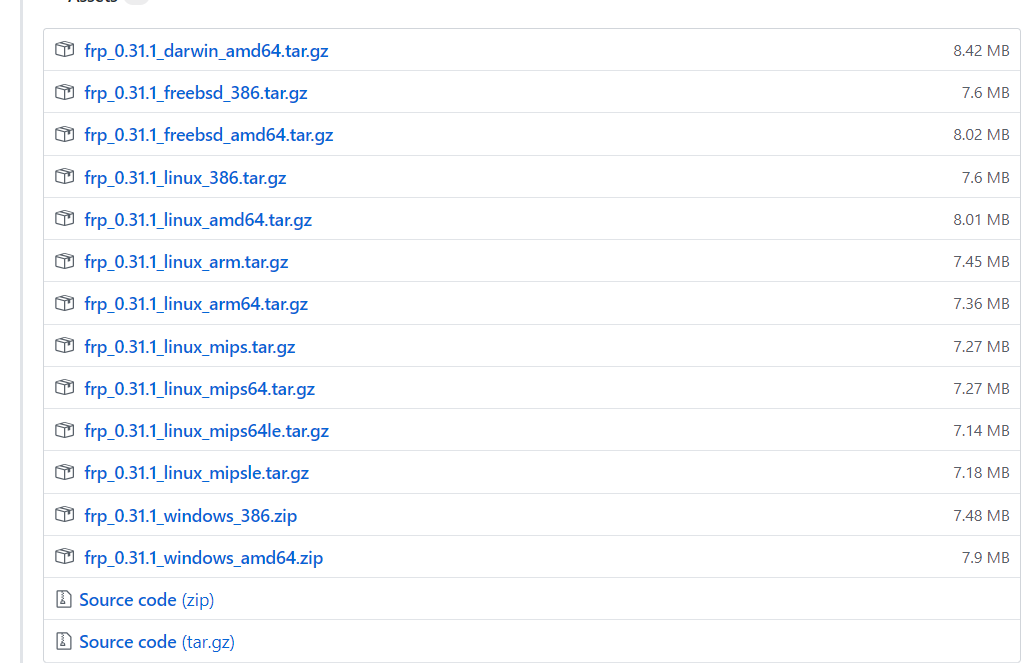 Assets
frp_0.31.1_darwin_amd64.tar.gz 8.42 MB
frp_0.31.1_freebsd_386.tar.gz 7.6 MB
frp_0.31.1_freebsd_amd64.tar.gz 8.02 MB
frp_0.31.1_linux_386.tar.gz 7.6 MB
frp_0.31.1_linux_amd64.tar.gz 8.01 MB
frp_0.31.1_linux_arm.tar.gz 7.45 MB
frp_0.31.1_linux_arm64.tar.gz 7.36 MB
frp_0.31.1_linux_mips.tar.gz 7.27 MB
frp_0.31.1_linux_mips64.tar.gz 7.27 MB
frp_0.31.1_linux_mips64le.tar.gz 7.14 MB
frp_0.31.1_linux_mipsle.tar.gz 7.18 MB
frp_0.31.1_windows_386.zip 7.48 MB
frp_0.31.1_windows_amd64.zip 7.9 MB
Source code (zip)
Source code (tar.gz)